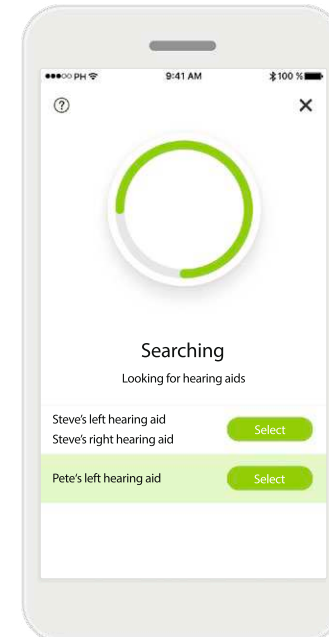 PH 9:41 AM 100 %
?
Searching
Looking for hearing aids
Steve's left hearing aid
Steve's right hearing aid
Select
Pete's left hearing aid
Select